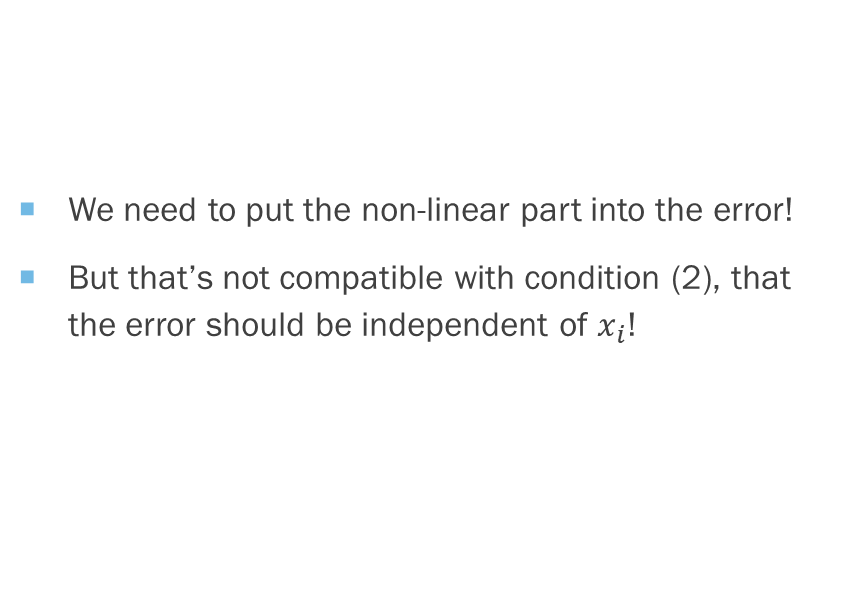 We need to put the non-linear part into the error!
But that’s not compatible with condition (2), that
the error should be independent of 𝑥ᵢ!